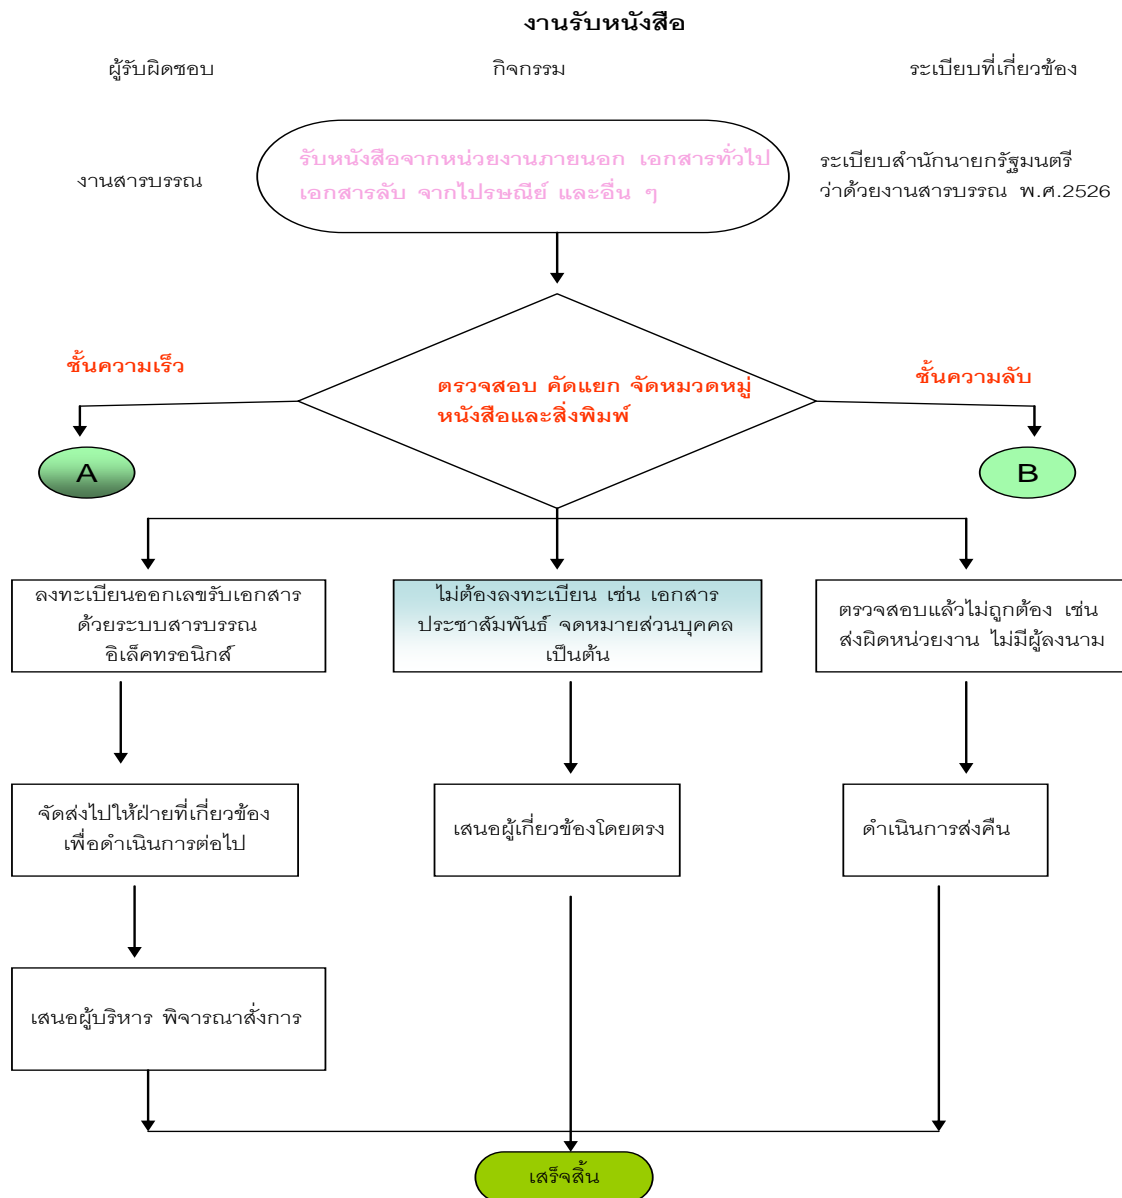 งานรับหนังสือ
ผู้รับผิดชอบ
กิจกรรม
ระเบียบที่เกี่ยวข้อง
งานสารบรรณ
รับหนังสือจากหน่วยงานภายนอก เอกสารทั่วไป
เอกสารลับ จากไปรษณีย์ และอื่น ๆ
ระเบียบสำนักนายกรัฐมนตรี
ว่าด้วยงานสารบรรณ พ.ศ.2526
ชั้นความเร็ว
ตรวจสอบ คัดแยก จัดหมวดหมู่
หนังสือและสิ่งพิมพ์
ชั้นความลับ
A
B
ลงทะเบียนออกเลขรับเอกสาร
ด้วยระบบสารบรรณ
อิเล็คทรอนิกส์
ไม่ต้องลงทะเบียน เช่น เอกสาร
ประชาสัมพันธ์ จดหมายส่วนบุคคล
เป็นต้น
ตรวจสอบแล้วไม่ถูกต้อง เช่น
ส่งผิดหน่วยงาน ไม่มีผู้ลงนาม
จัดส่งไปให้ฝ่ายที่เกี่ยวข้อง
เพื่อดำเนินการต่อไป
เสนอผู้เกี่ยวข้องโดยตรง
ดำเนินการส่งคืน
เสนอผู้บริหาร พิจารณาสั่งการ
เสร็จสิ้น